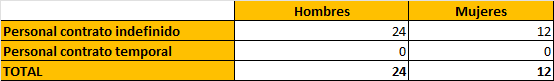 Hombres Mujeres
Personal contrato indefinido 24 12
Personal contrato temporal 0 0
TOTAL 24 12